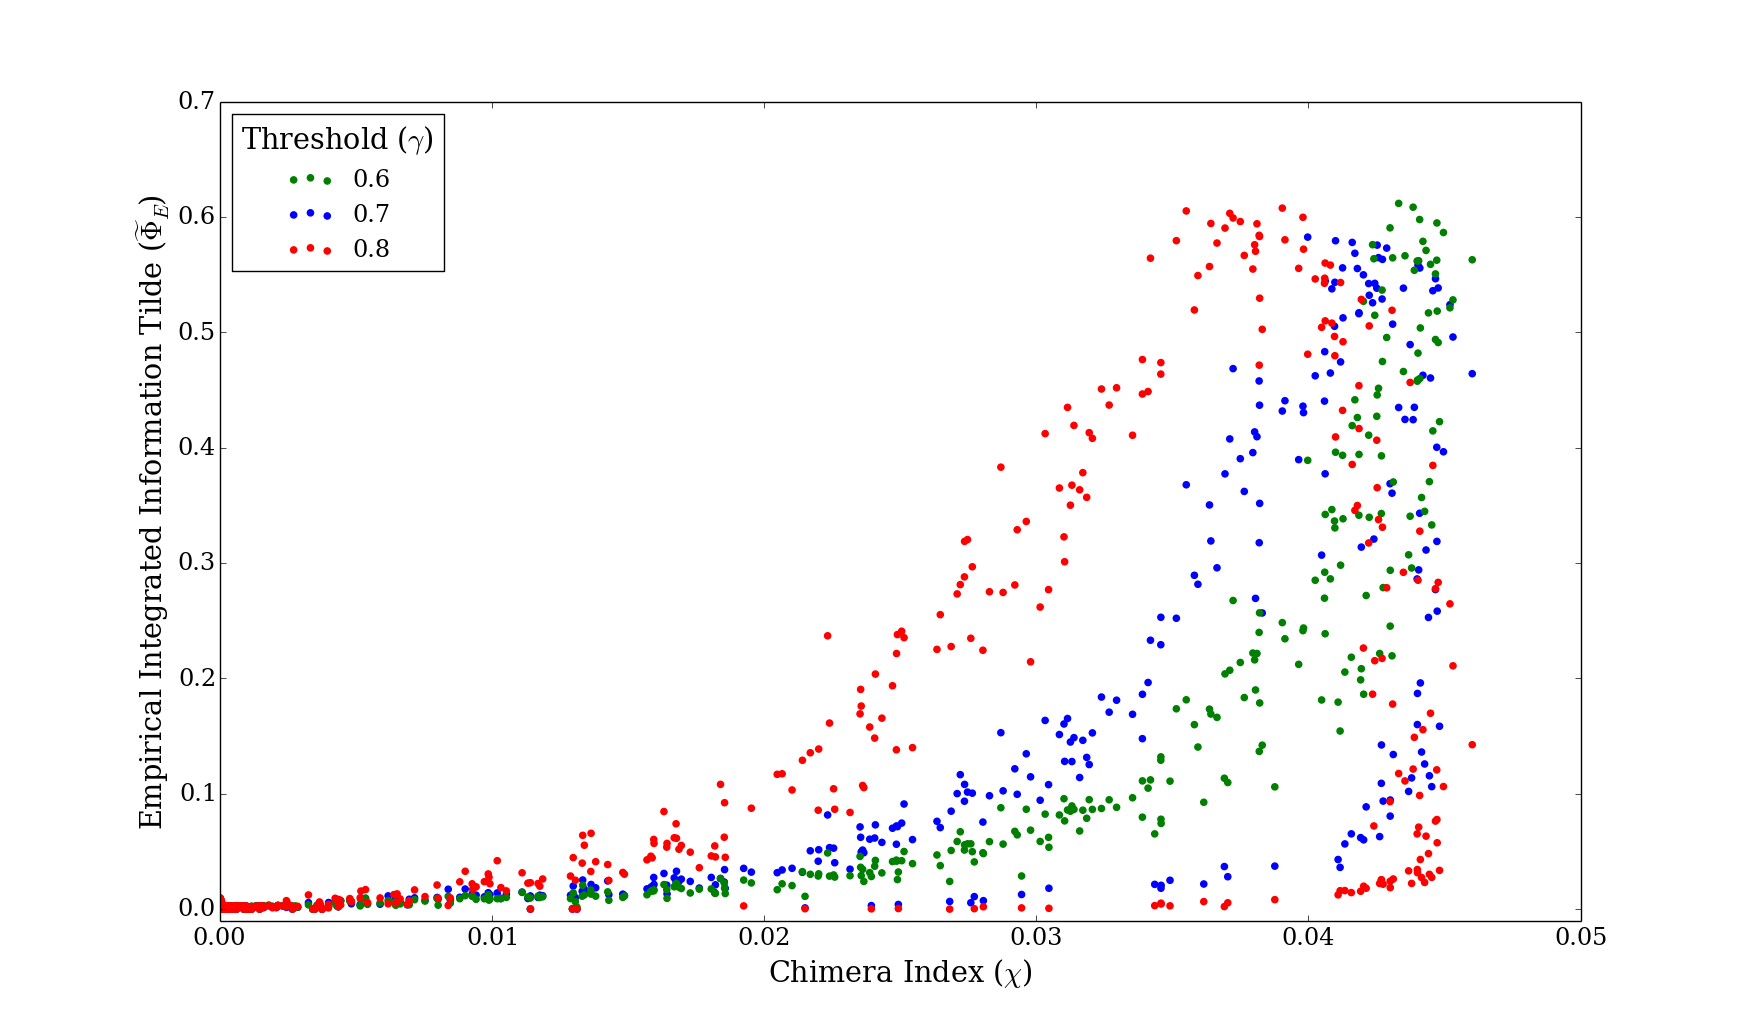 0.7
0.6
0.5
0.4
0.3
0.2
0.1
0.0
Empirical Integrated Information Tilde (Φ̃_E)
Threshold (γ)
0.6
0.7
0.8
0.00 0.01 0.02 0.03 0.04 0.05
Chimera Index (χ)